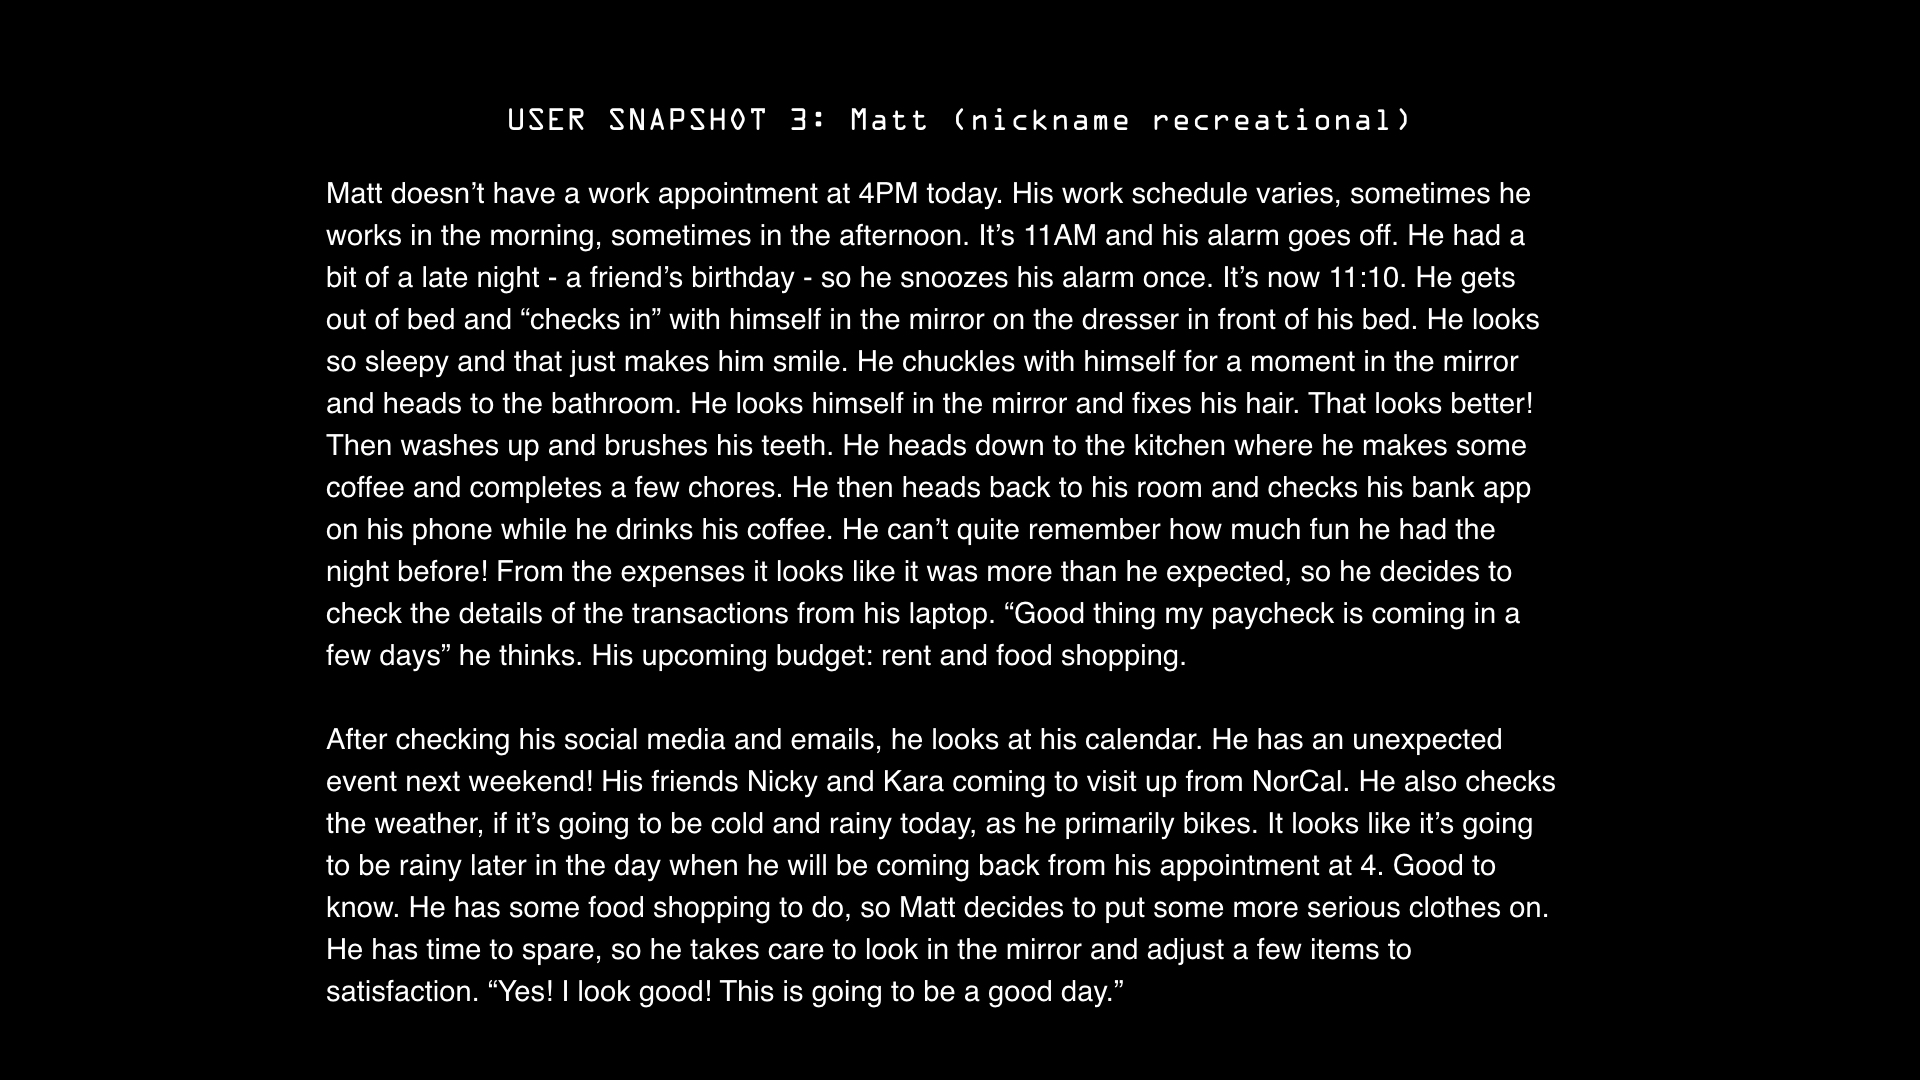 USER SNAPSHOT 3: Matt (nickname recreational)
Matt doesn’t have a work appointment at 4PM today. His work schedule varies, sometimes he
works in the morning, sometimes in the afternoon. It’s 11AM and his alarm goes off. He had a
bit of a late night - a friend’s birthday - so he snoozes his alarm once. It’s now 11:10. He gets
out of bed and “checks in” with himself in the mirror on the dresser in front of his bed. He looks
so sleepy and that just makes him smile. He chuckles with himself for a moment in the mirror
and heads to the bathroom. He looks himself in the mirror and fixes his hair. That looks better!
Then washes up and brushes his teeth. He heads down to the kitchen where he makes some
coffee and completes a few chores. He then heads back to his room and checks his bank app
on his phone while he drinks his coffee. He can’t quite remember how much fun he had the
night before! From the expenses it looks like it was more than he expected, so he decides to
check the details of the transactions from his laptop. “Good thing my paycheck is coming in a
few days” he thinks. His upcoming budget: rent and food shopping.
After checking his social media and emails, he looks at his calendar. He has an unexpected
event next weekend! His friends Nicky and Kara coming to visit up from NorCal. He also checks
the weather, if it’s going to be cold and rainy today, as he primarily bikes. It looks like it’s going
to be rainy later in the day when he will be coming back from his appointment at 4. Good to
know. He has some food shopping to do, so Matt decides to put some more serious clothes on.
He has time to spare, so he takes care to look in the mirror and adjust a few items to
satisfaction. “Yes! I look good! This is going to be a good day.”